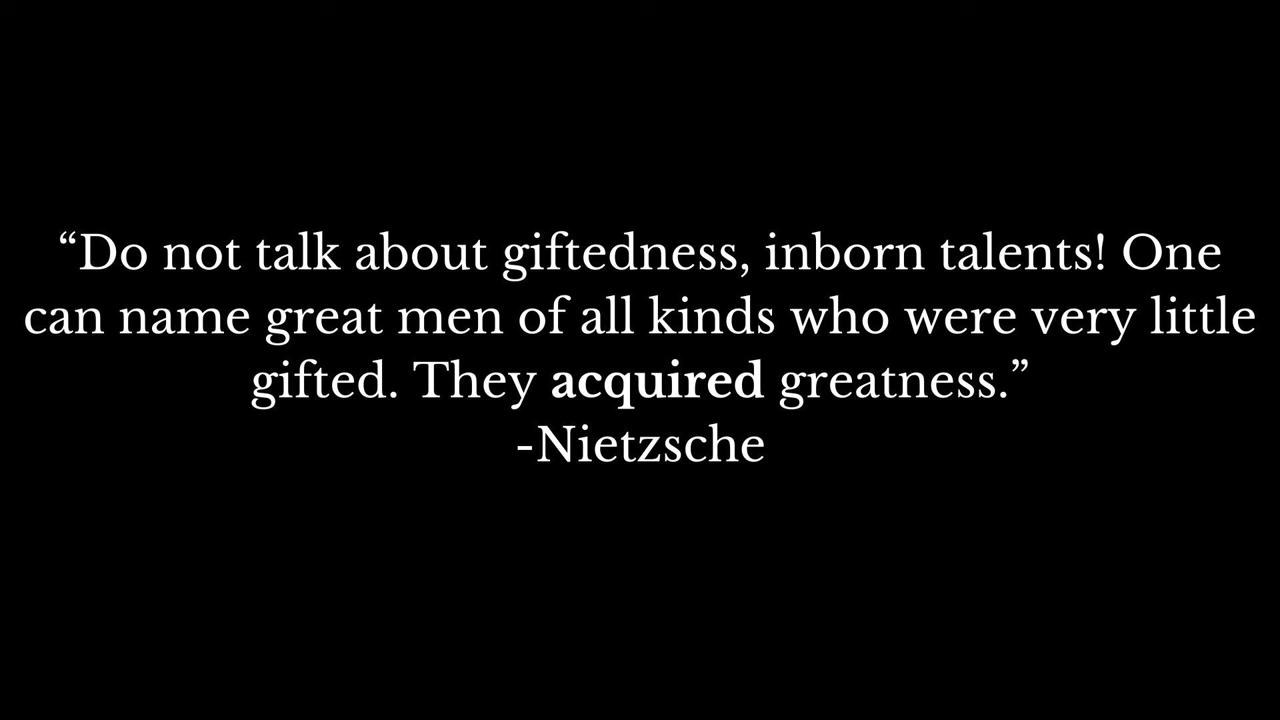 “Do not talk about giftedness, inborn talents! One
can name great men of all kinds who were very little
gifted. They acquired greatness.”
-Nietzsche